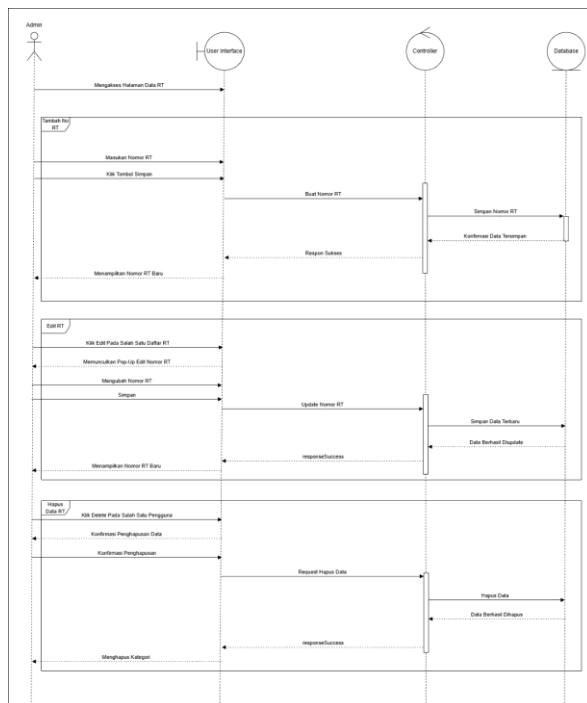 Admin
User Interface
Controller
Database
Mengakses Halaman Data RT
Tambah No
RT
Masukan Nomor RT
Klik Tombol Simpan
Buat Nomor RT
Simpan Nomor RT
Konfirmasi Data Tersimpan
Respon Sukses
Menampilkan Nomor RT Baru
Edit RT
Klik Edit Pada Salah Satu Daftar RT
Memunculkan Pop-Up Edit Nomor RT
Mengubah Nomor RT
Simpan
Update Nomor RT
Simpan Data Terbaru
Data Berhasil Diupdate
responseSuccess
Menampilkan Nomor RT Baru
Hapus
Data RT
Klik Delete Pada Salah Satu Pengguna
Konfirmasi Penghapusan Data
Konfirmasi Penghapusan
Request Hapus Data
Hapus Data
Data Berhasil Dihapus
responseSuccess
Menghapus Kategori